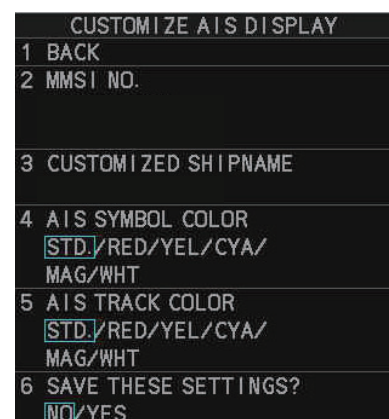 CUSTOMIZE AIS DISPLAY
1 BACK
2 MMSI NO.
3 CUSTOMIZED SHIPNAME
4 AIS SYMBOL COLOR
STD./RED/YEL/CYA/
MAG/WHT
5 AIS TRACK COLOR
STD./RED/YEL/CYA/
MAG/WHT
6 SAVE THESE SETTINGS?
NO/YES